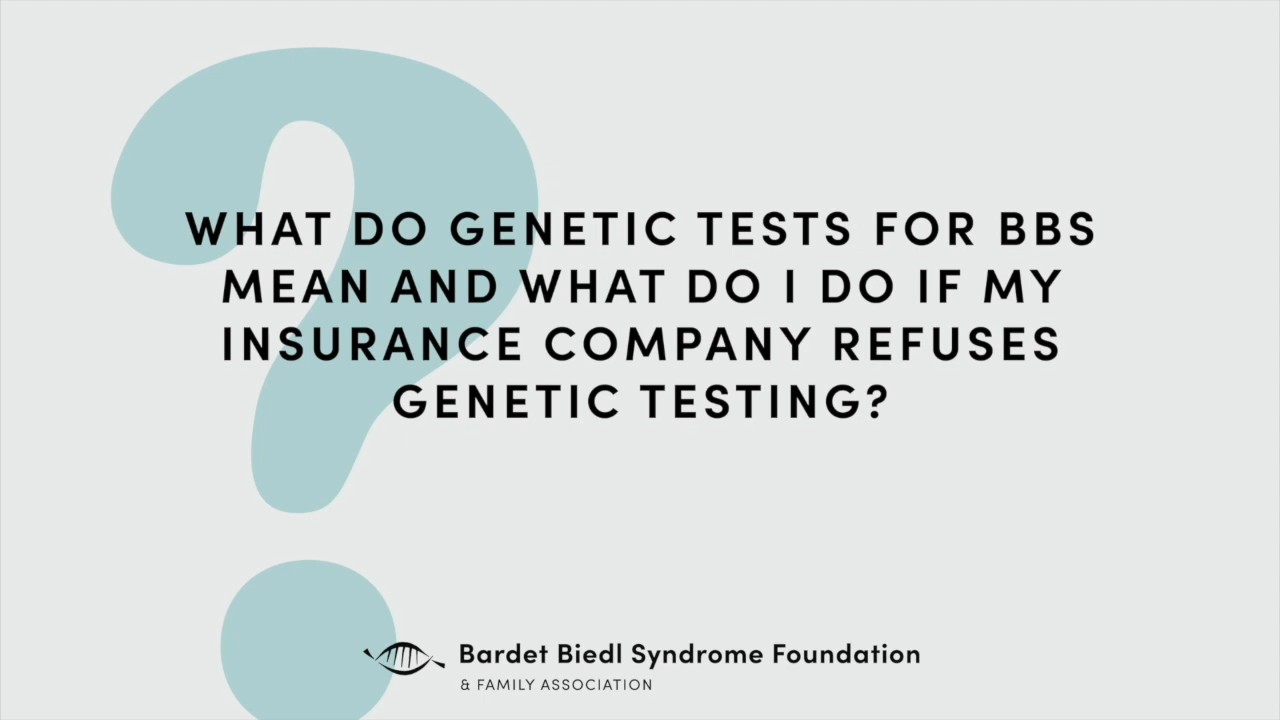 WHAT DO GENETIC TESTS FOR BBS
MEAN AND WHAT DO I DO IF MY
INSURANCE COMPANY REFUSES
GENETIC TESTING?
Bardet Biedl Syndrome Foundation
& FAMILY ASSOCIATION